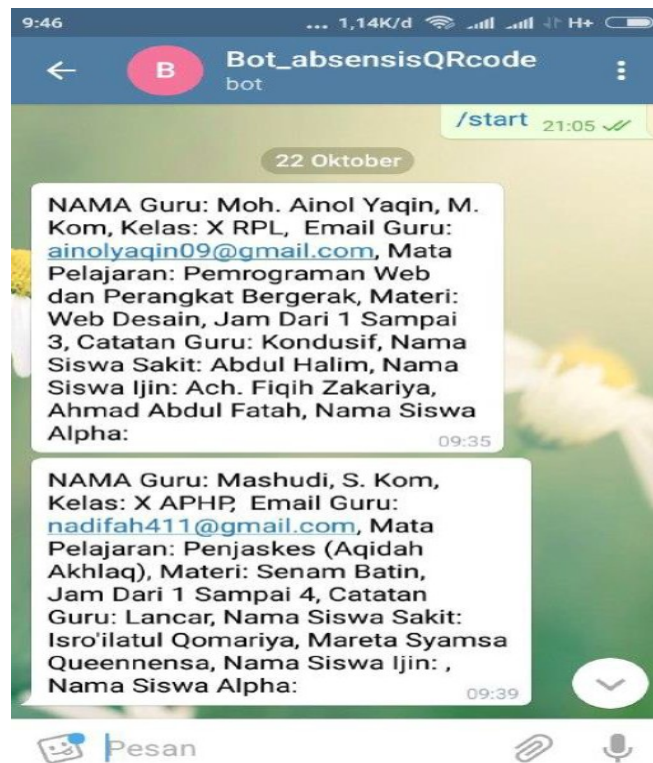 9:46
... 1,14K/d H+
B
Bot_absensisQRcode
bot
/start 21:05
22 Oktober
NAMA Guru: Moh. Ainol Yaqin, M.
Kom, Kelas: X RPL, Email Guru:
ainolyaqin09@gmail.com, Mata
Pelajaran: Pemrograman Web
dan Perangkat Bergerak, Materi:
Web Desain, Jam Dari 1 Sampai
3, Catatan Guru: Kondusif, Nama
Siswa Sakit: Abdul Halim, Nama
Siswa Ijin: Ach. Fiqih Zakariya,
Ahmad Abdul Fatah, Nama Siswa
Alpha:
09:35
NAMA Guru: Mashudi, S. Kom,
Kelas: X APHP, Email Guru:
nadifah411@gmail.com, Mata
Pelajaran: Penjaskes (Aqidah
Akhlaq), Materi: Senam Batin,
Jam Dari 1 Sampai 4, Catatan
Guru: Lancar, Nama Siswa Sakit:
Isro'ilatul Qomariya, Mareta Syamsa
Queennensa, Nama Siswa Ijin: ,
Nama Siswa Alpha:
09:39
Pesan